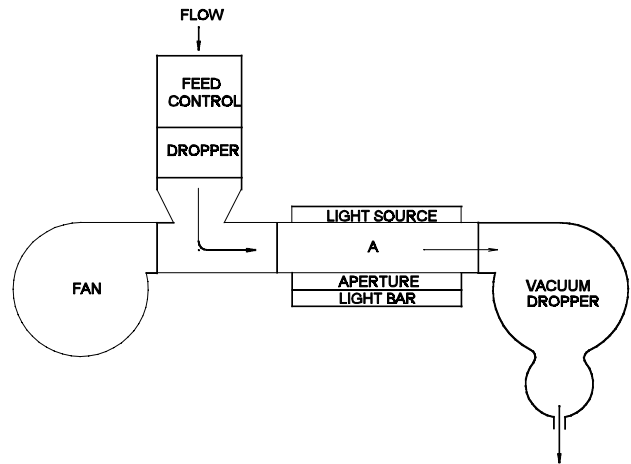 FLOW
FEED
CONTROL
DROPPER
LIGHT SOURCE
A
FAN
APERTURE
LIGHT BAR
VACUUM
DROPPER